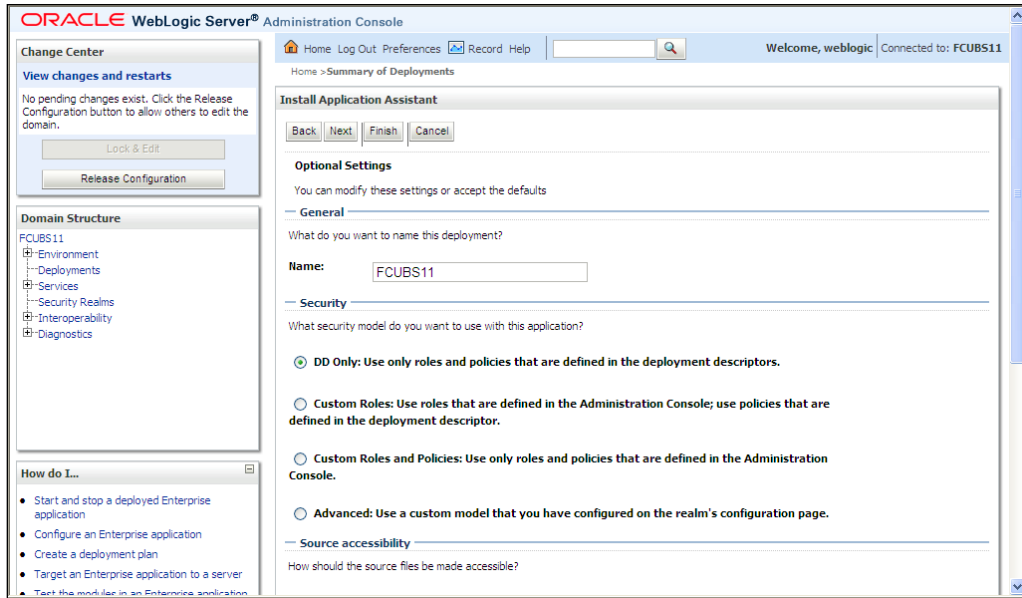 ORACLE WebLogic Server® Administration Console
Change Center
View changes and restarts
No pending changes exist. Click the Release
Configuration button to allow others to edit the
domain.
Lock & Edit
Release Configuration
Domain Structure
FCUBS11
Environment
Deployments
Services
Security Realms
Interoperability
Diagnostics
How do I...
Start and stop a deployed Enterprise
application
Configure an Enterprise application
Create a deployment plan
Target an Enterprise application to a server
Test the modules in an Enterprise application
Home Log Out Preferences Record Help
Welcome, weblogic Connected to: FCUBS11
Home >Summary of Deployments
Install Application Assistant
Back Next Finish Cancel
Optional Settings
You can modify these settings or accept the defaults
General
What do you want to name this deployment?
Name: FCUBS11
Security
What security model do you want to use with this application?
DD Only: Use only roles and policies that are defined in the deployment descriptors.
Custom Roles: Use roles that are defined in the Administration Console; use policies that are
defined in the deployment descriptor.
Custom Roles and Policies: Use only roles and policies that are defined in the Administration
Console.
Advanced: Use a custom model that you have configured on the realm's configuration page.
Source accessibility
How should the source files be made accessible?